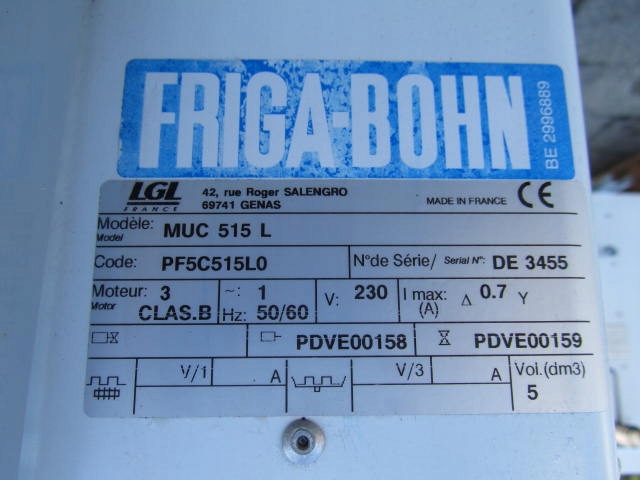 FRIGA-BOHN
BE 2996889
LGL
FRANCE
42, rue Roger SALENGRO
69741 GENAS
MADE IN FRANCE CE
Modèle: MUC 515 L
Model
Code: PF5C515L0 N°de Série/ Serial N°: DE 3455
Moteur: 3 ~: 1 V: 230 I max: Δ 0.7 Y
Motor CLAS.B Hz: 50/60 (A)
PDVE00158 PDVE00159
V/1 A V/3 A Vol.(dm3)
5